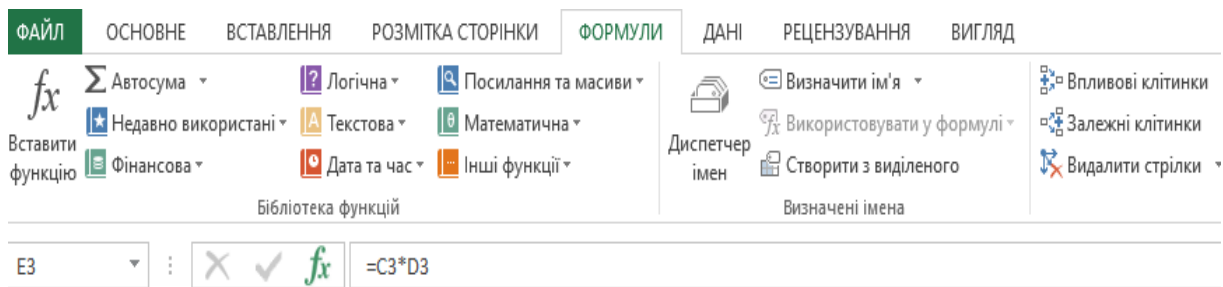 ФАЙЛ ОСНОВНЕ ВСТАВЛЕННЯ РОЗМІТКА СТОРІНКИ ФОРМУЛИ ДАНІ РЕЦЕНЗУВАННЯ ВИГЛЯД
fx Вставити функцію
Σ Автосума
Недавно використані
Фінансова
? Логічна
A Текстова
Дата та час
Посилання та масиви
θ Математична
Інші функції
Бібліотека функцій
Диспетчер імен
Визначити ім'я
Використовувати у формулі
Створити з виділеного
Визначені імена
Впливові клітинки
Залежні клітинки
Видалити стрілки
E3 fx =C3*D3